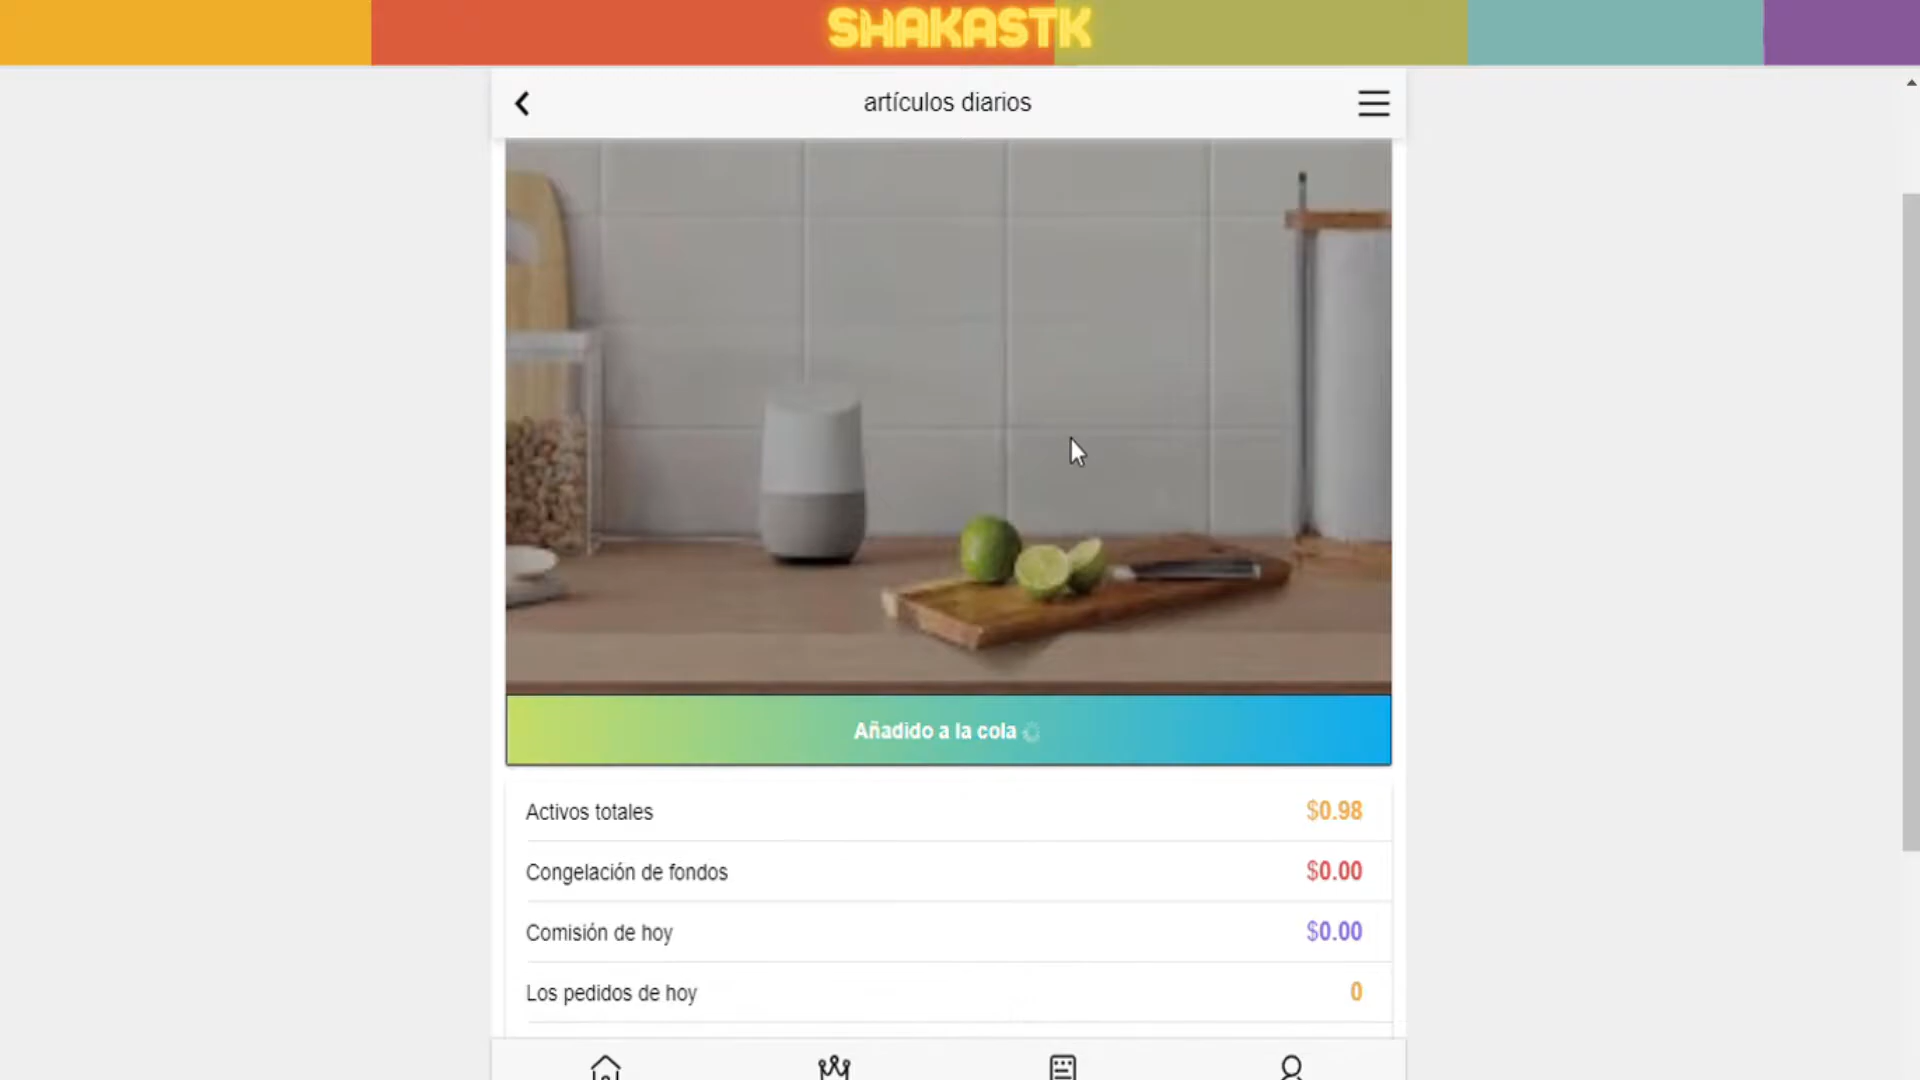 SHAKASTK
artículos diarios
Añadido a la cola
Activos totales
$0.98
Congelación de fondos
$0.00
Comisión de hoy
$0.00
Los pedidos de hoy
0